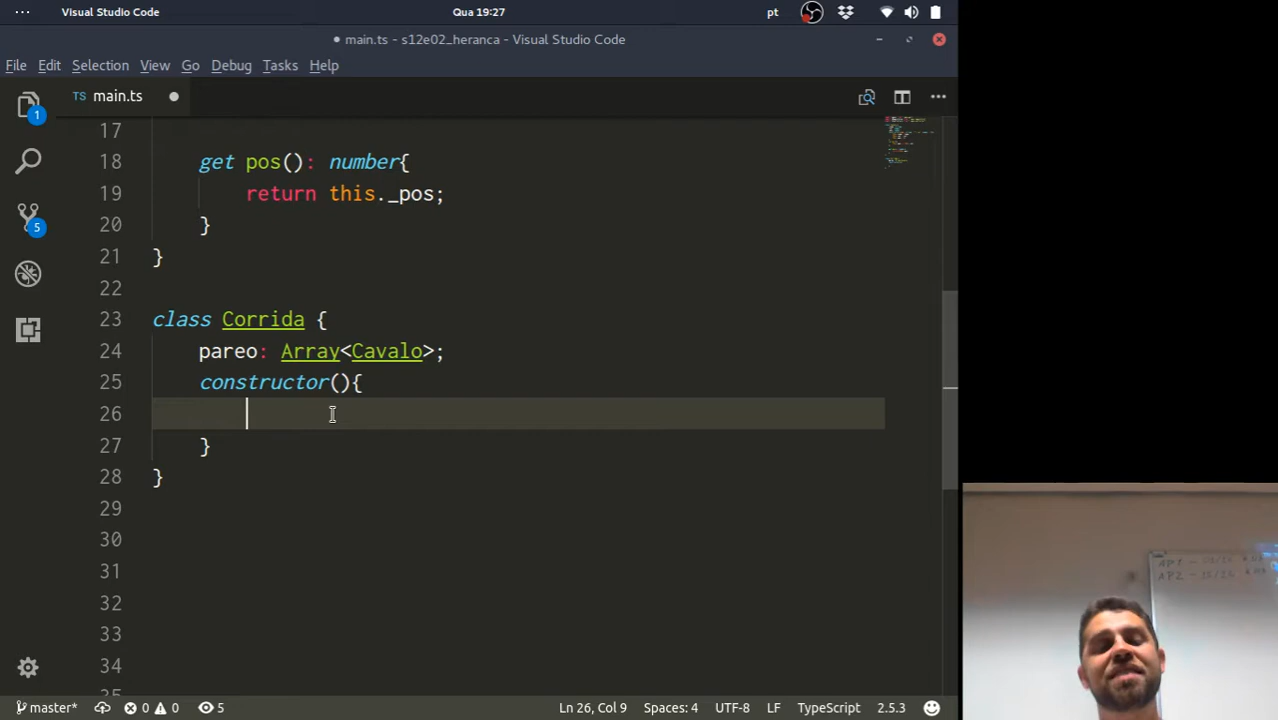 Visual Studio Code
Qua 19:27
pt
main.ts - s12e02_heranca - Visual Studio Code
File Edit Selection View Go Debug Tasks Help
TS main.ts
1
5
17
18 get pos(): number{
19 return this._pos;
20 }
21 }
22
23 class Corrida {
24 pareo: Array<Cavalo>;
25 constructor(){
26
27 }
28 }
29
30
31
32
33
34
master* 0 0 5 Ln 26, Col 9 Spaces: 4 UTF-8 LF TypeScript 2.5.3